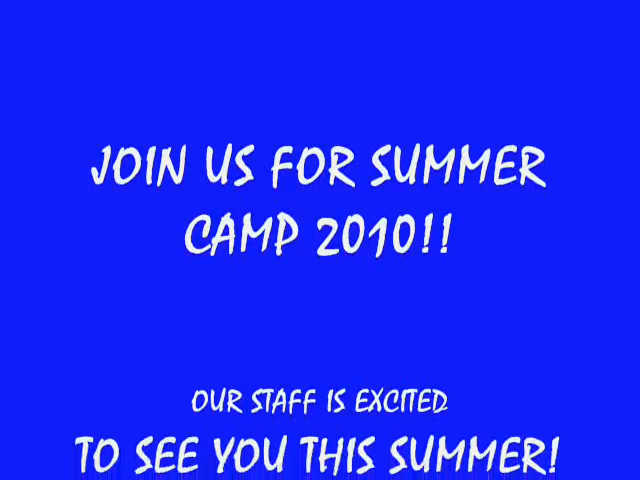 JOIN US FOR SUMMER
CAMP 2010!!
OUR STAFF IS EXCITED
TO SEE YOU THIS SUMMER!